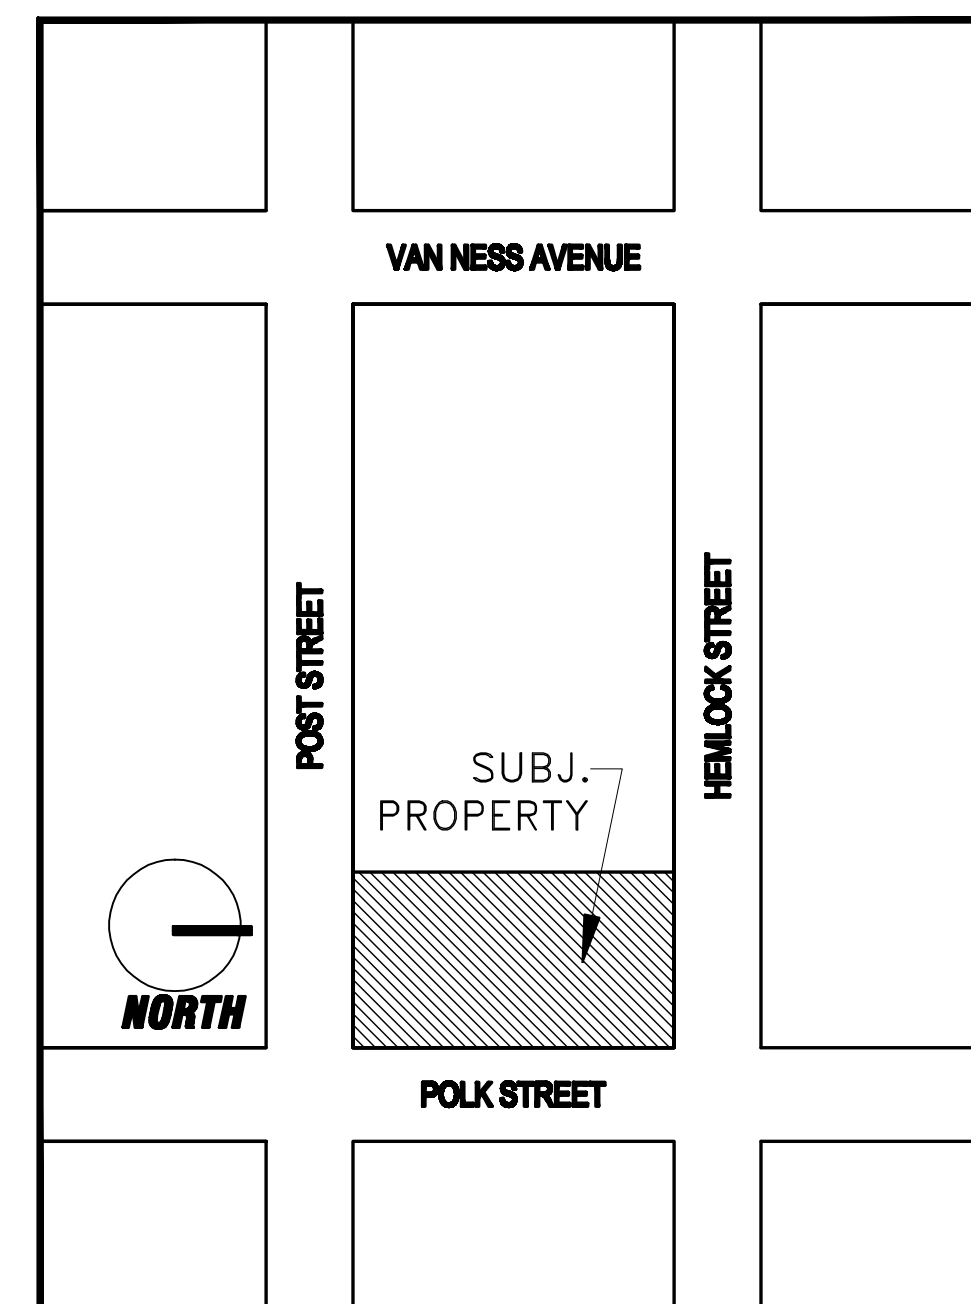 VAN NESS AVENUE
POST STREET
HEMLOCK STREET
SUBJ.
PROPERTY
NORTH
POLK STREET